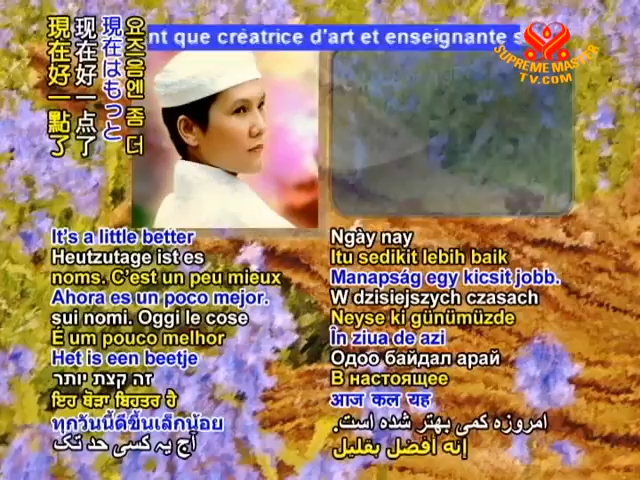 nt que créatrice d'art et enseignante s
SUPREME MASTER
TV.COM
現在好一點了
现在好一点了
現在はもっと
요즈음엔 좀 더
It's a little better
Heutzutage ist es
noms. C'est un peu mieux
Ahora es un poco mejor.
sui nomi. Oggi le cose
É um pouco melhor
Het is een beetje
זה קצת יותר
ਇਹ ਥੋੜਾ ਬਿਹਤਰ ਹੈ
ทุกวันนี้ดีขึ้นเล็กน้อย
آج یہ کسی حد تک
Ngày nay
Itu sedikit lebih baik
Manapság egy kicsit jobb.
W dzisiejszych czasach
Neyse ki günümüzde
În ziua de azi
Одоо байдал арай
В настоящее
आज कल यह
امروزه کمی بهتر شده است.
إنه أفضل بقليل